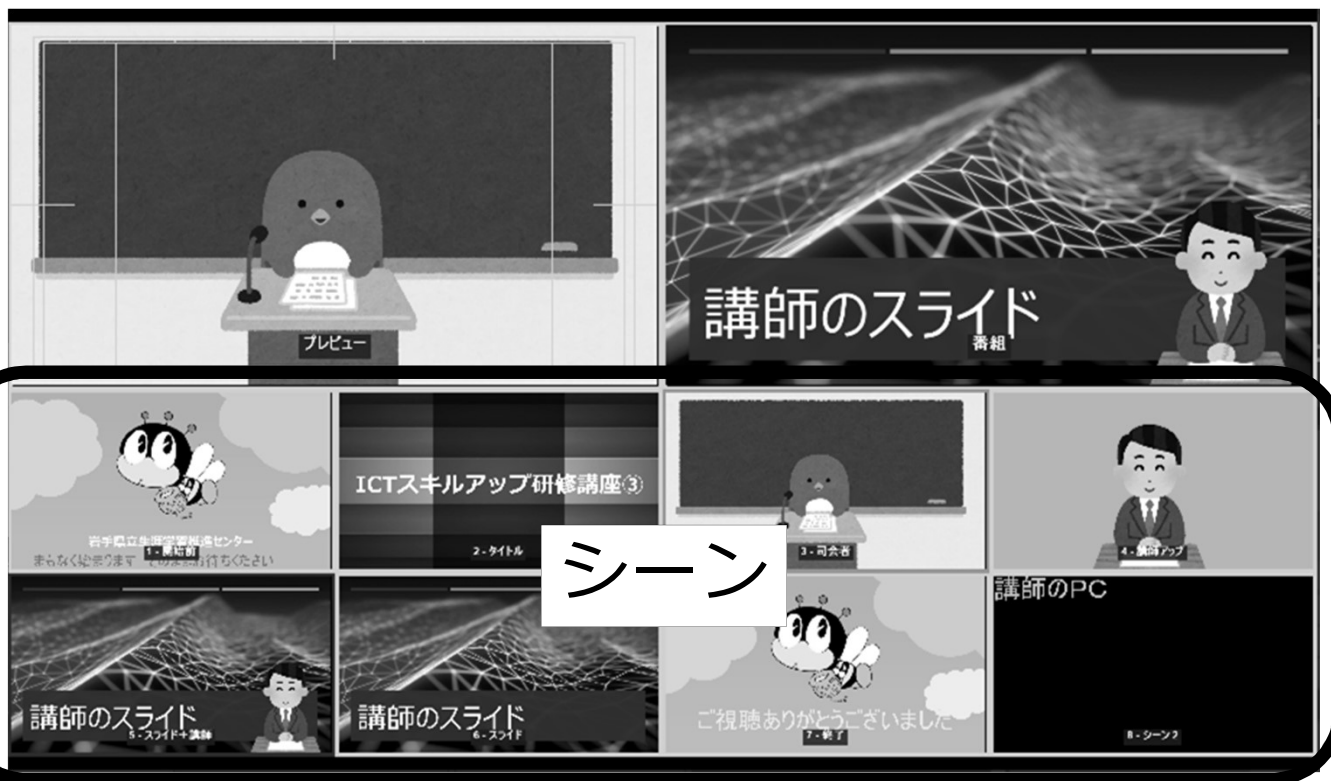 プレビュー
講師のスライド
番組
岩手県立生涯学習推進センター
1 - 開始前
ICTスキルアップ研修講座③
2 - タイトル
3 - 司会者
4 - 講師アップ
シーン
講師のスライド
5 - スライド+講師
講師のスライド
6 - スライド
ご視聴ありがとうございました
7 - 終了
講師のPC
8 - シーン 2